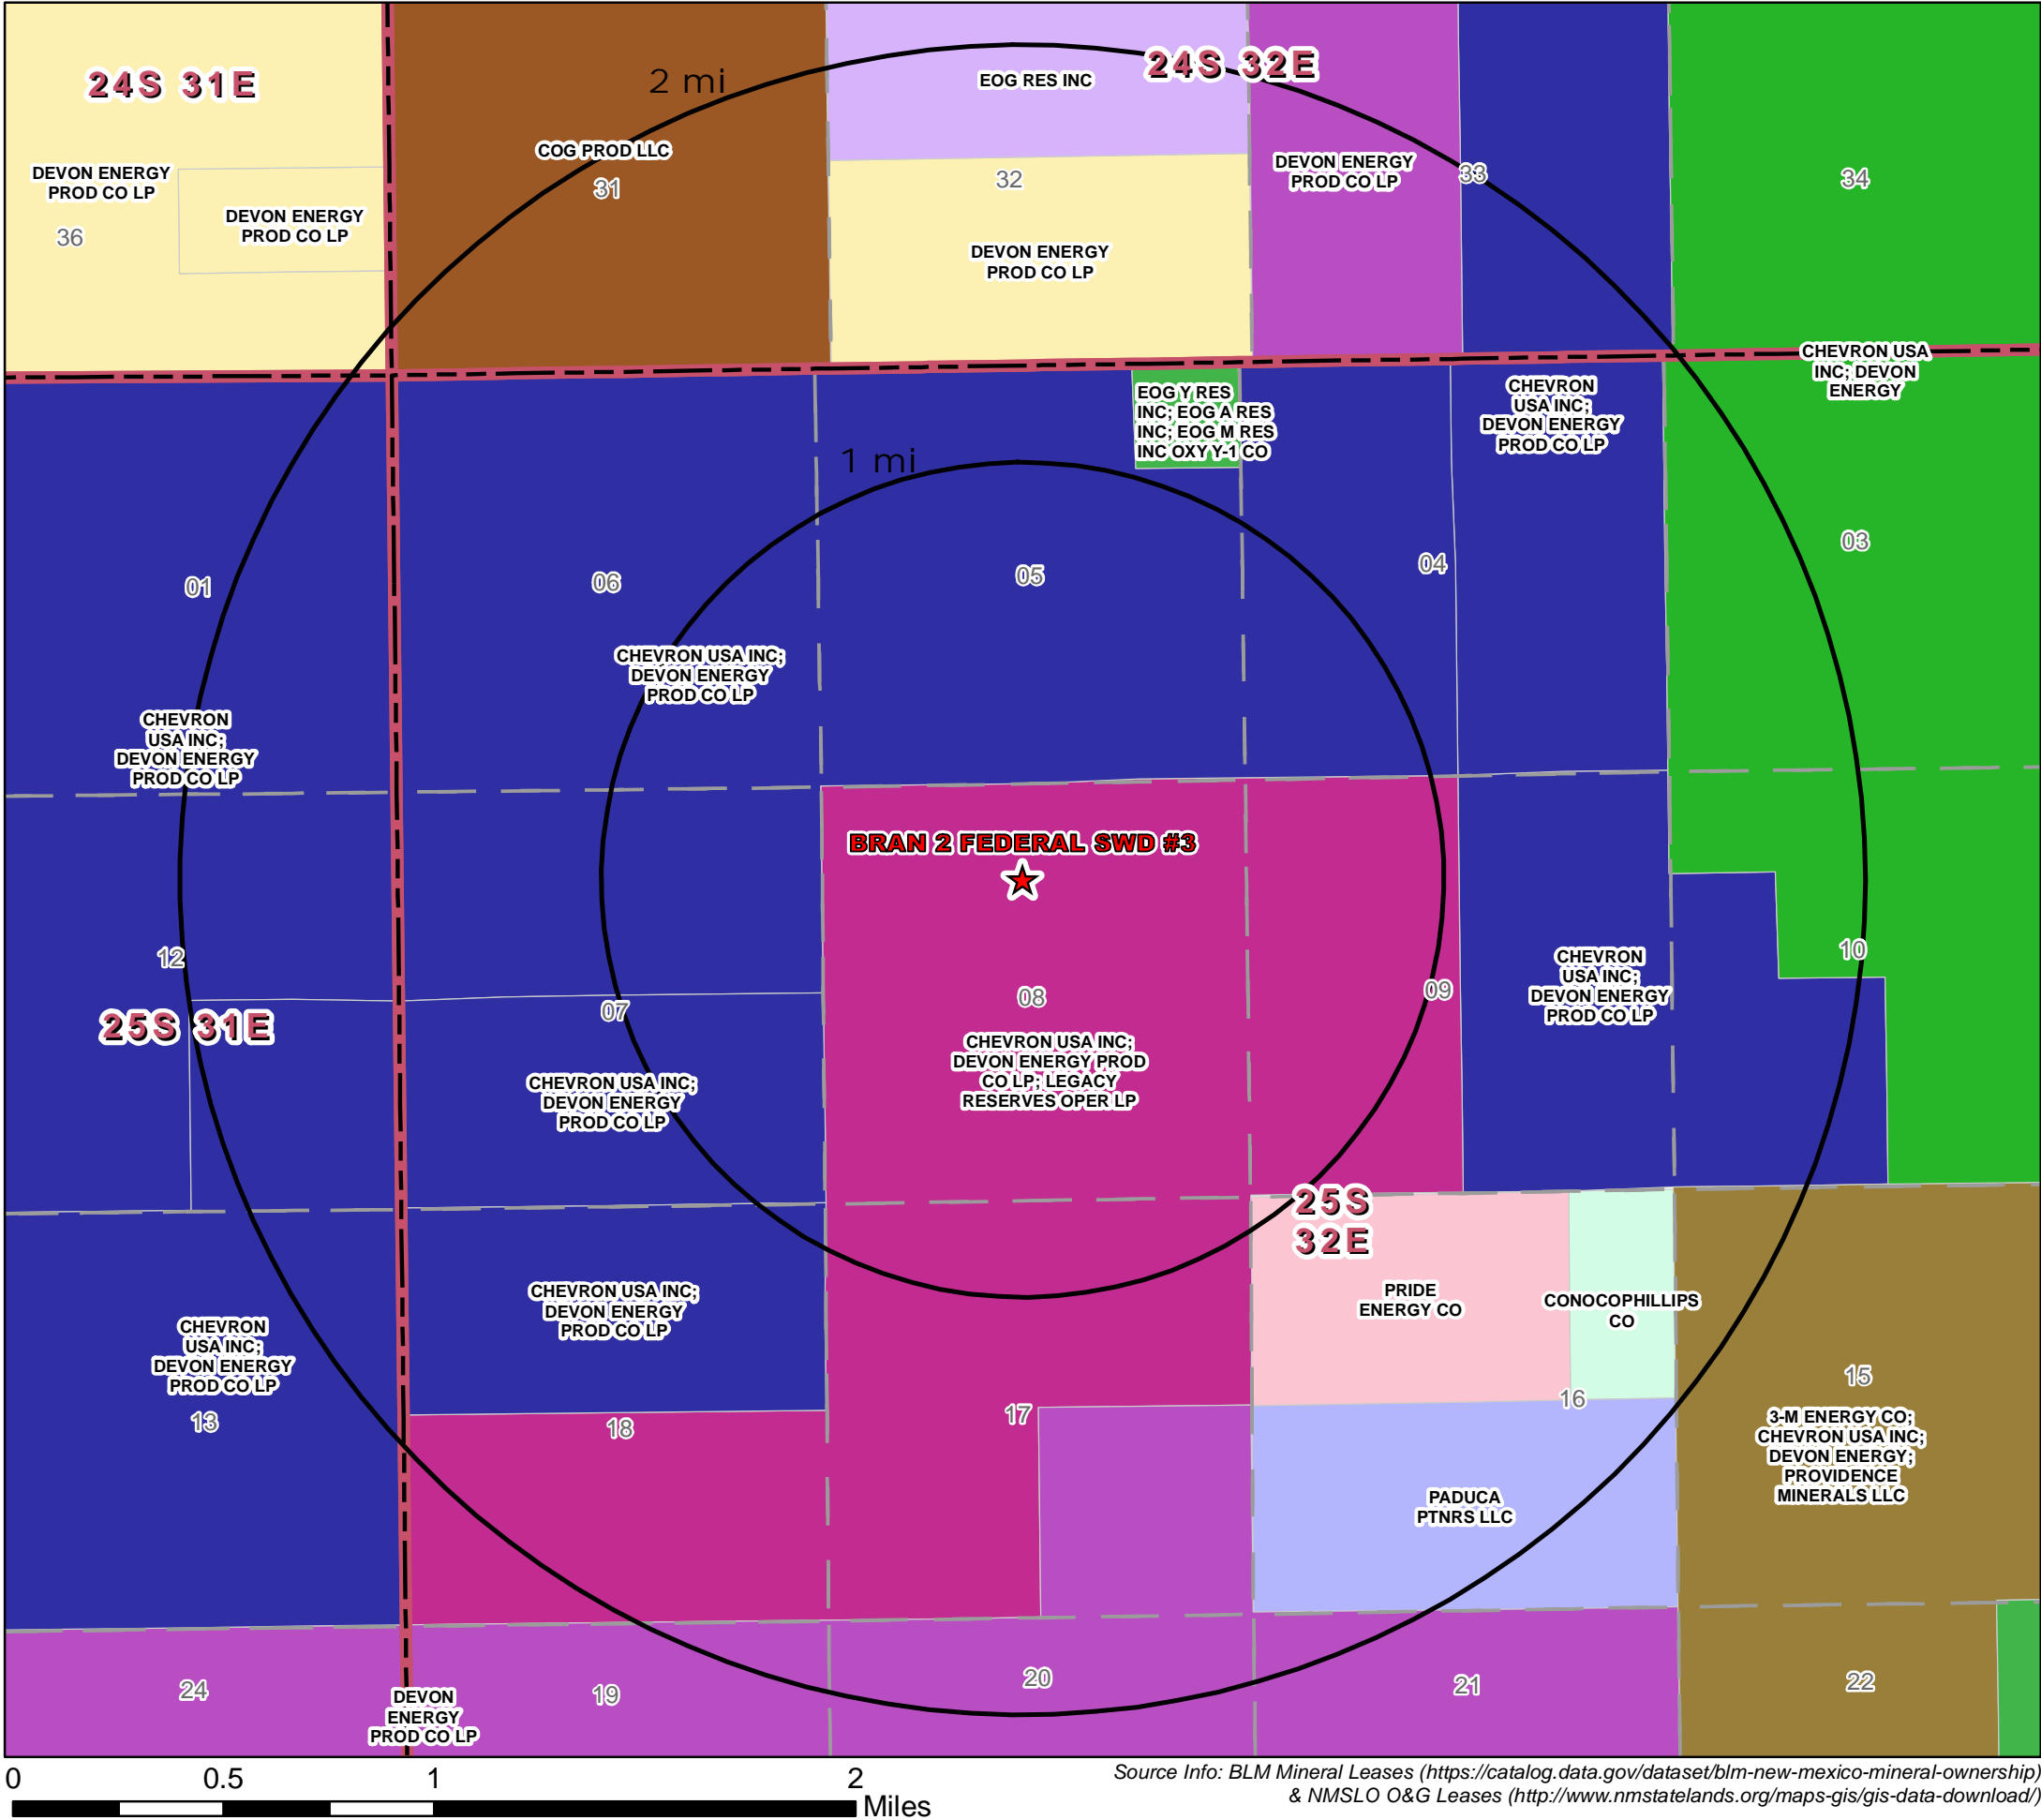 24S 31E
2 mi
EOG RES INC
24S 32E
COG PROD LLC
31
32
DEVON ENERGY
PROD CO LP
33
34
DEVON ENERGY
PROD CO LP
36
DEVON ENERGY
PROD CO LP
DEVON ENERGY
PROD CO LP
CHEVRON USA
INC; DEVON
ENERGY
EOG Y RES
INC; EOG A RES
INC; EOG M RES
INC OXY Y-1 CO
CHEVRON
USA INC;
DEVON ENERGY
PROD CO LP
1 mi
01
06
05
04
03
CHEVRON USA INC;
DEVON ENERGY
PROD CO LP
CHEVRON
USA INC;
DEVON ENERGY
PROD CO LP
BRAN 2 FEDERAL SWD #3
12
07
08
09
10
CHEVRON
USA INC;
DEVON ENERGY
PROD CO LP
25S 31E
CHEVRON USA INC;
DEVON ENERGY
PROD CO LP
CHEVRON USA INC;
DEVON ENERGY PROD
CO LP; LEGACY
RESERVES OPER LP
25S
32E
CHEVRON USA INC;
DEVON ENERGY
PROD CO LP
PRIDE
ENERGY CO
CONOCOPHILLIPS
CO
CHEVRON
USA INC;
DEVON ENERGY
PROD CO LP
13
18
17
16
15
3-M ENERGY CO;
CHEVRON USA INC;
DEVON ENERGY;
PROVIDENCE
MINERALS LLC
PADUCA
PTNRS LLC
24
19
20
21
22
DEVON
ENERGY
PROD CO LP
0 0.5 1 2
Miles
Source Info: BLM Mineral Leases (https://catalog.data.gov/dataset/blm-new-mexico-mineral-ownership)
& NMSLO O&G Leases (http://www.nmstatelands.org/maps-gis/gis-data-download/)